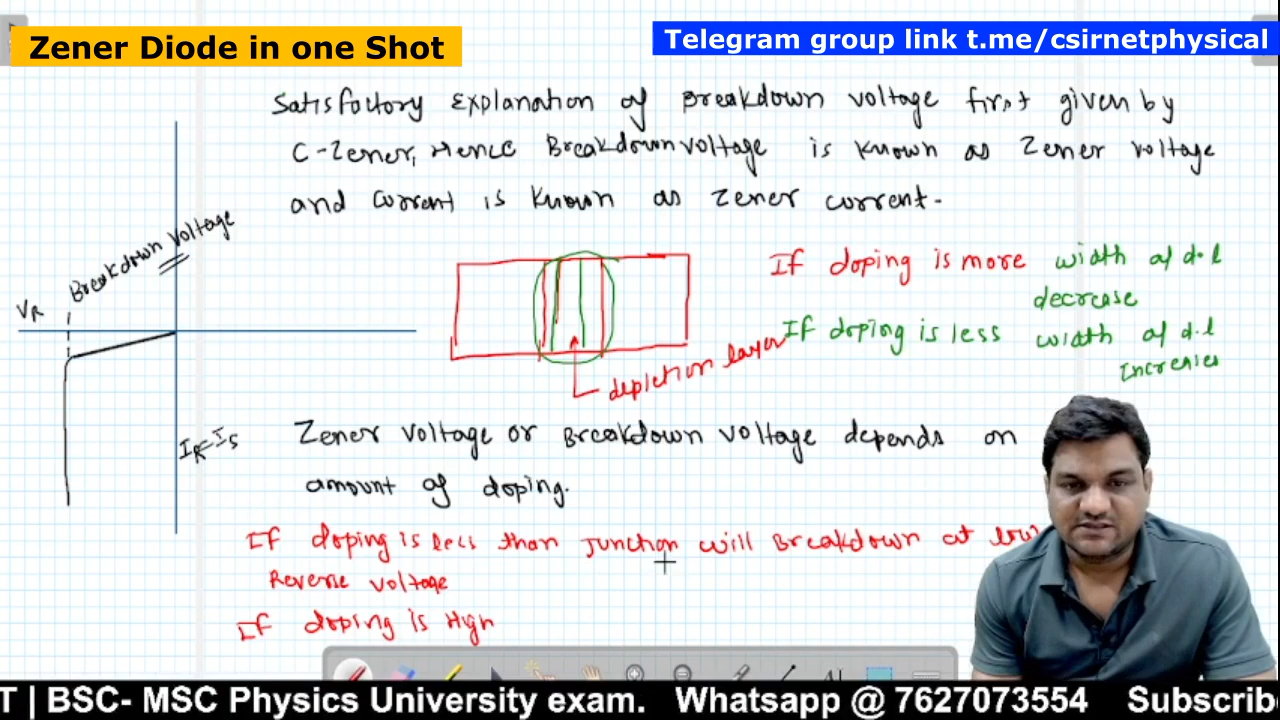 Zener Diode in one Shot
Telegram group link t.me/csirnetphysical
Satisfactory Explanation of Breakdown voltage first given by
C-Zener, Hence Breakdown voltage is known as Zener voltage
and current is known as zener current.
Breakdown voltage
VR
IR=IS
If doping is more width of d.l
decrease
If doping is less width of d.l
Increases
depletion layer
Zener voltage or Breakdown voltage depends on
amount of doping.
If doping is less than junction will Breakdown at low
Reverse voltage
If doping is High
T | BSC- MSC Physics University exam. Whatsapp @ 7627073554 Subscrib